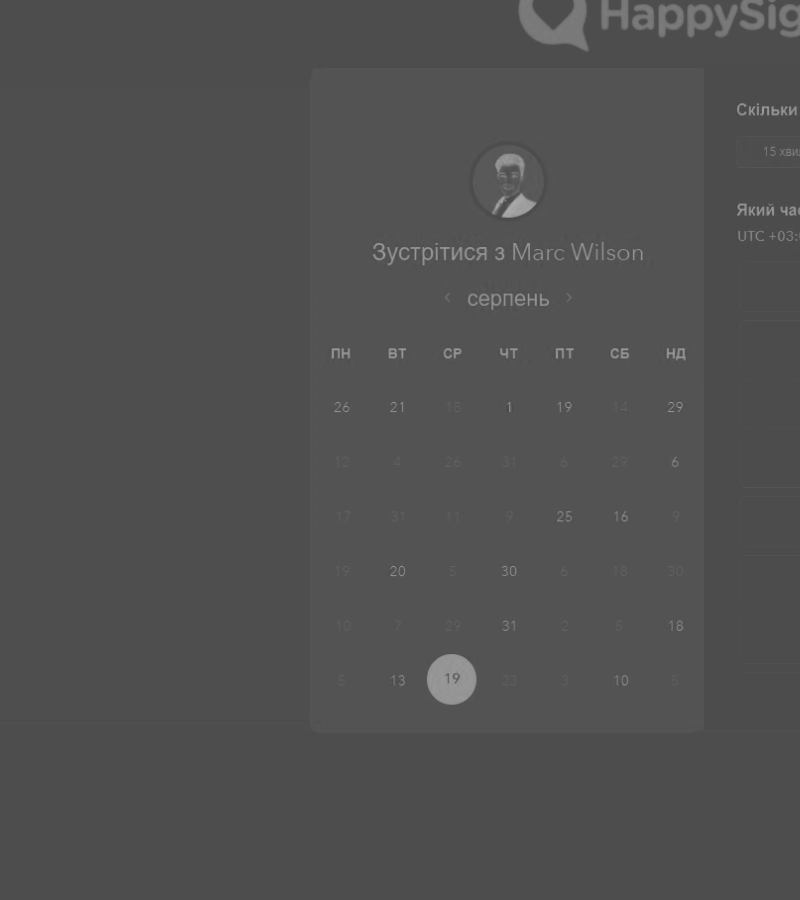 HappySig
Зустрітися з Marc Wilson
‹ серпень ›
ПН ВТ СР ЧТ ПТ СБ НД
26 21 15 1 19 14 29
12 4 26 31 6 29 6
17 31 11 9 25 16 9
19 20 5 30 6 18 30
10 7 29 31 2 5 18
5 13 19 23 3 10 5
Скільки
15 хви
Який ча
UTC +03: